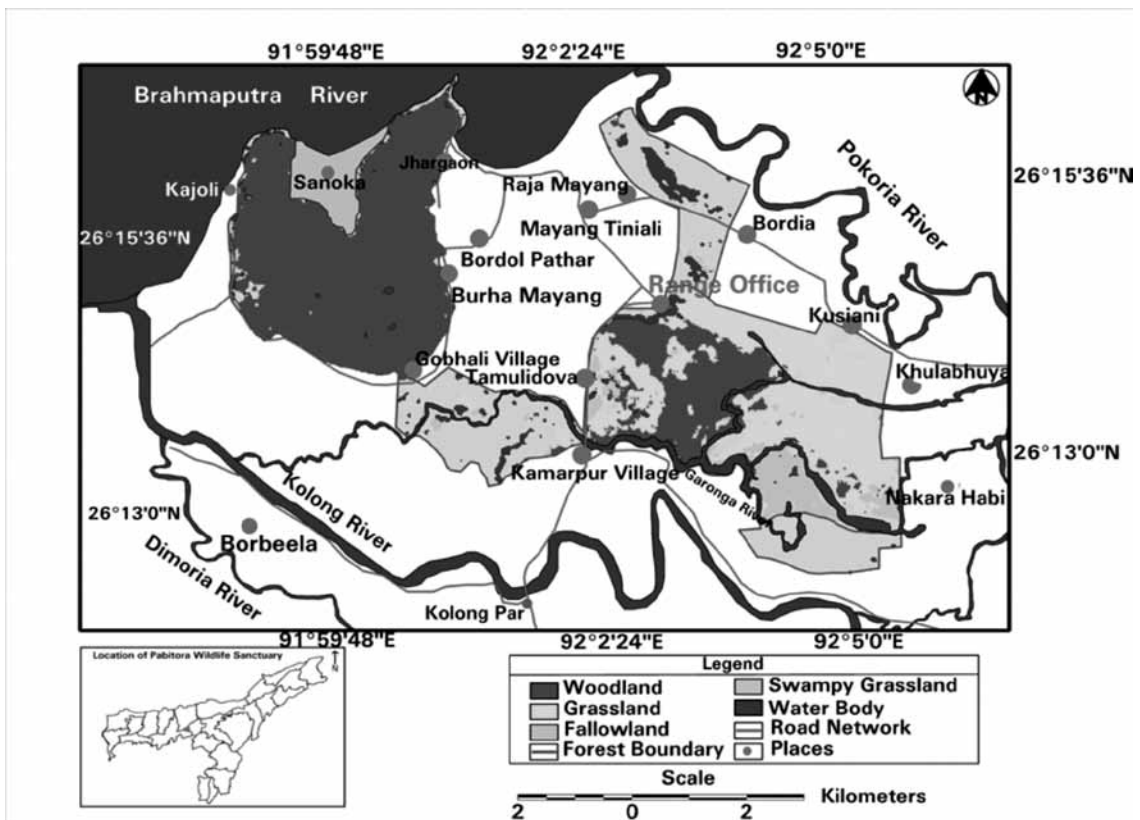 91°59'48"E
92°2'24"E
92°5'0"E
Brahmaputra River
N
Pokoria River
Jhargaon
Sanoka
Kajoli
Raja Mayang
26°15'36"N
Mayang Tiniali
Bordia
26°15'36"N
Bordol Pathar
Burha Mayang
Range Office
Kusiani
Gobhali Village
Tamulidova
Khulabhuya
Kamarpur Village
26°13'0"N
Garonga River
Nakara Habi
Kolong River
26°13'0"N
Borbeela
Dimoria River
Kolong Par
91°59'48"E
92°2'24"E
92°5'0"E
Location of Pabitora Wildlife Sanctuary
N
Legend
Woodland
Swampy Grassland
Grassland
Water Body
Fallowland
Road Network
Forest Boundary
Places
Scale
Kilometers
2 0 2